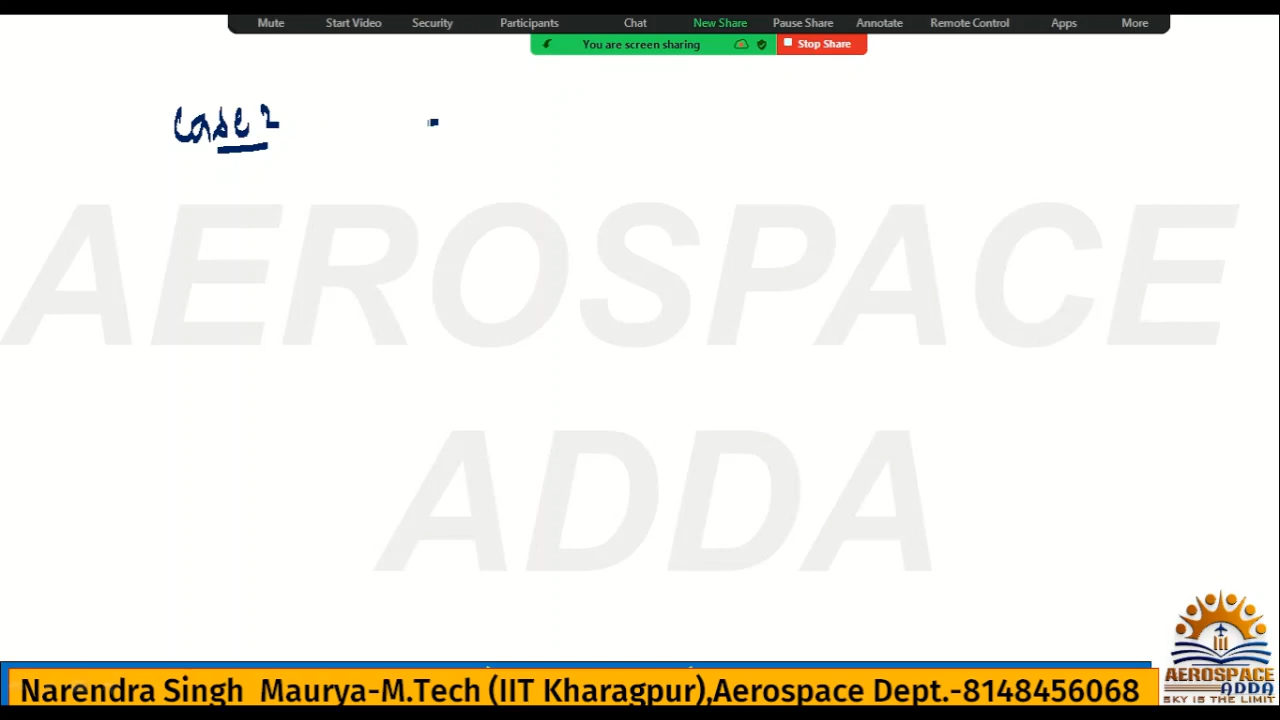 Mute Start Video Security Participants Chat New Share Pause Share Annotate Remote Control Apps More
You are screen sharing Stop Share
Case 2
AEROSPACE
ADDA
Narendra Singh Maurya-M.Tech (IIT Kharagpur),Aerospace Dept.-8148456068
AEROSPACE
ADDA
SKY IS THE LIMIT